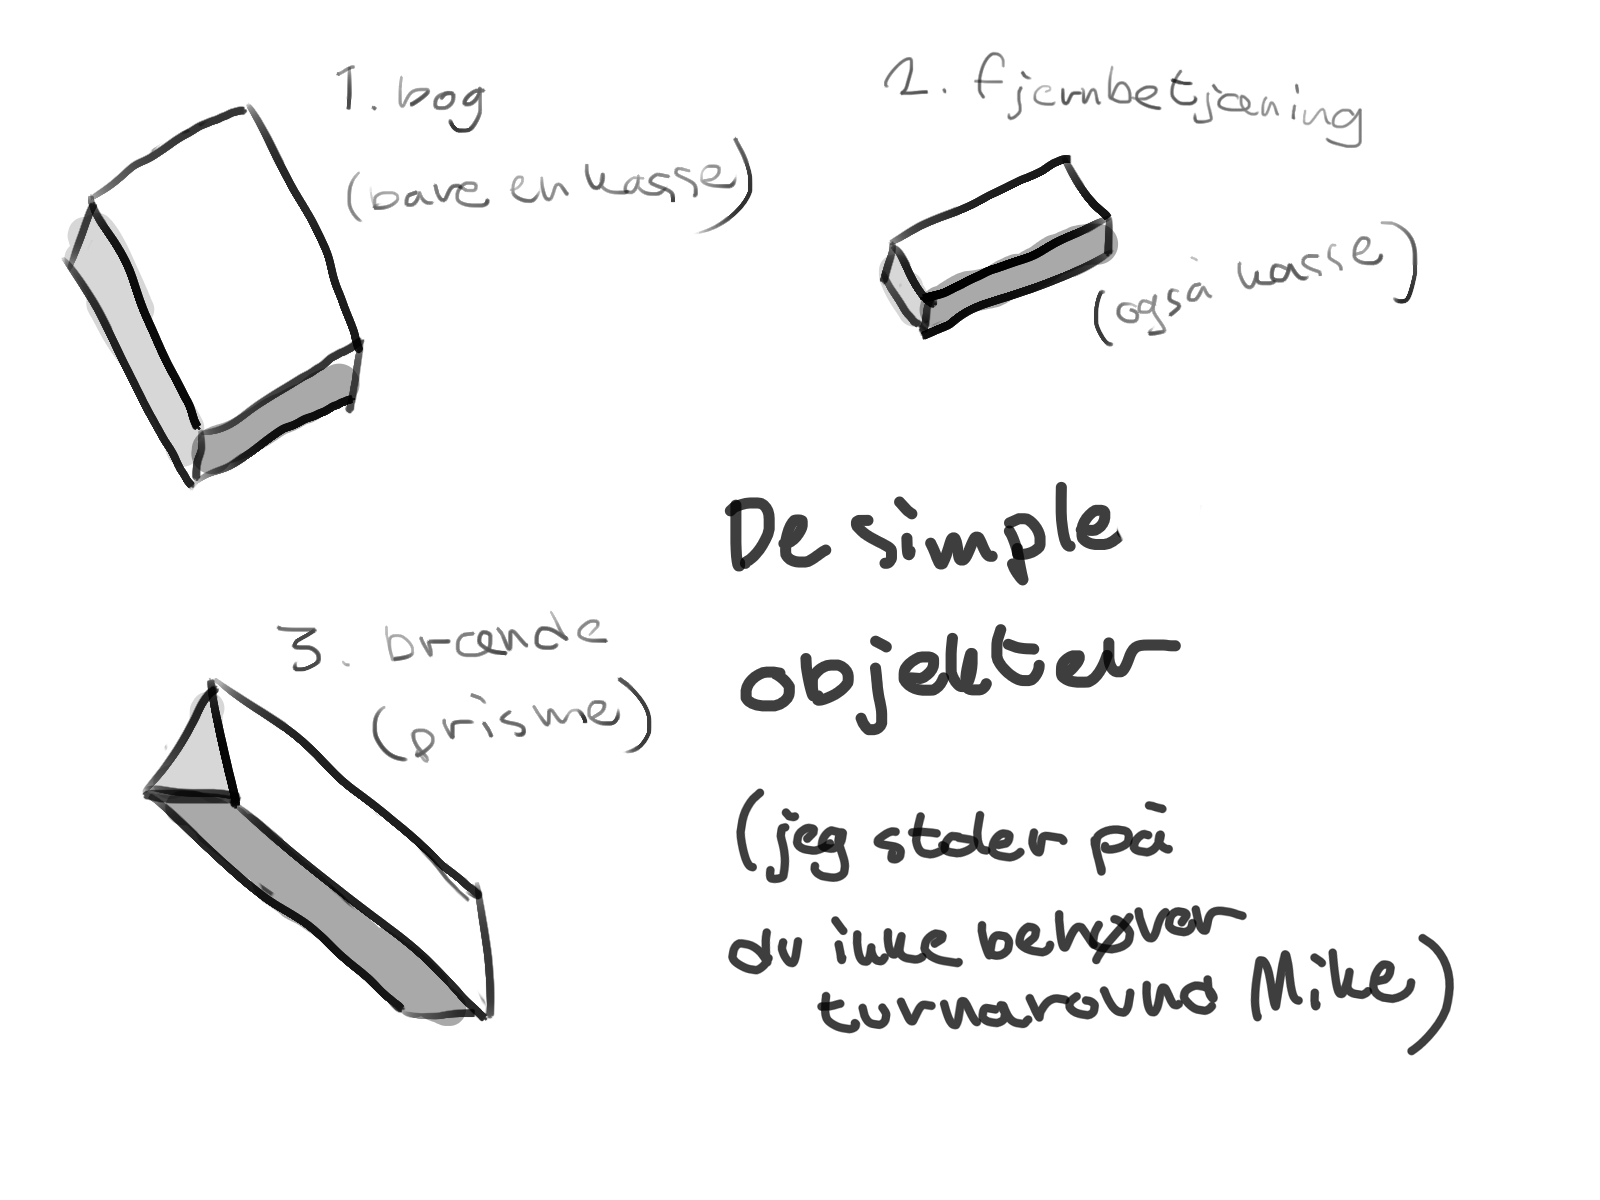 1. bog
(bare en kasse)
2. fjernbetjæning
(også kasse)
3. brænde
(prisme)
De simple
objekter
(jeg stoler på
du ikke behøver
turnaround Mike)